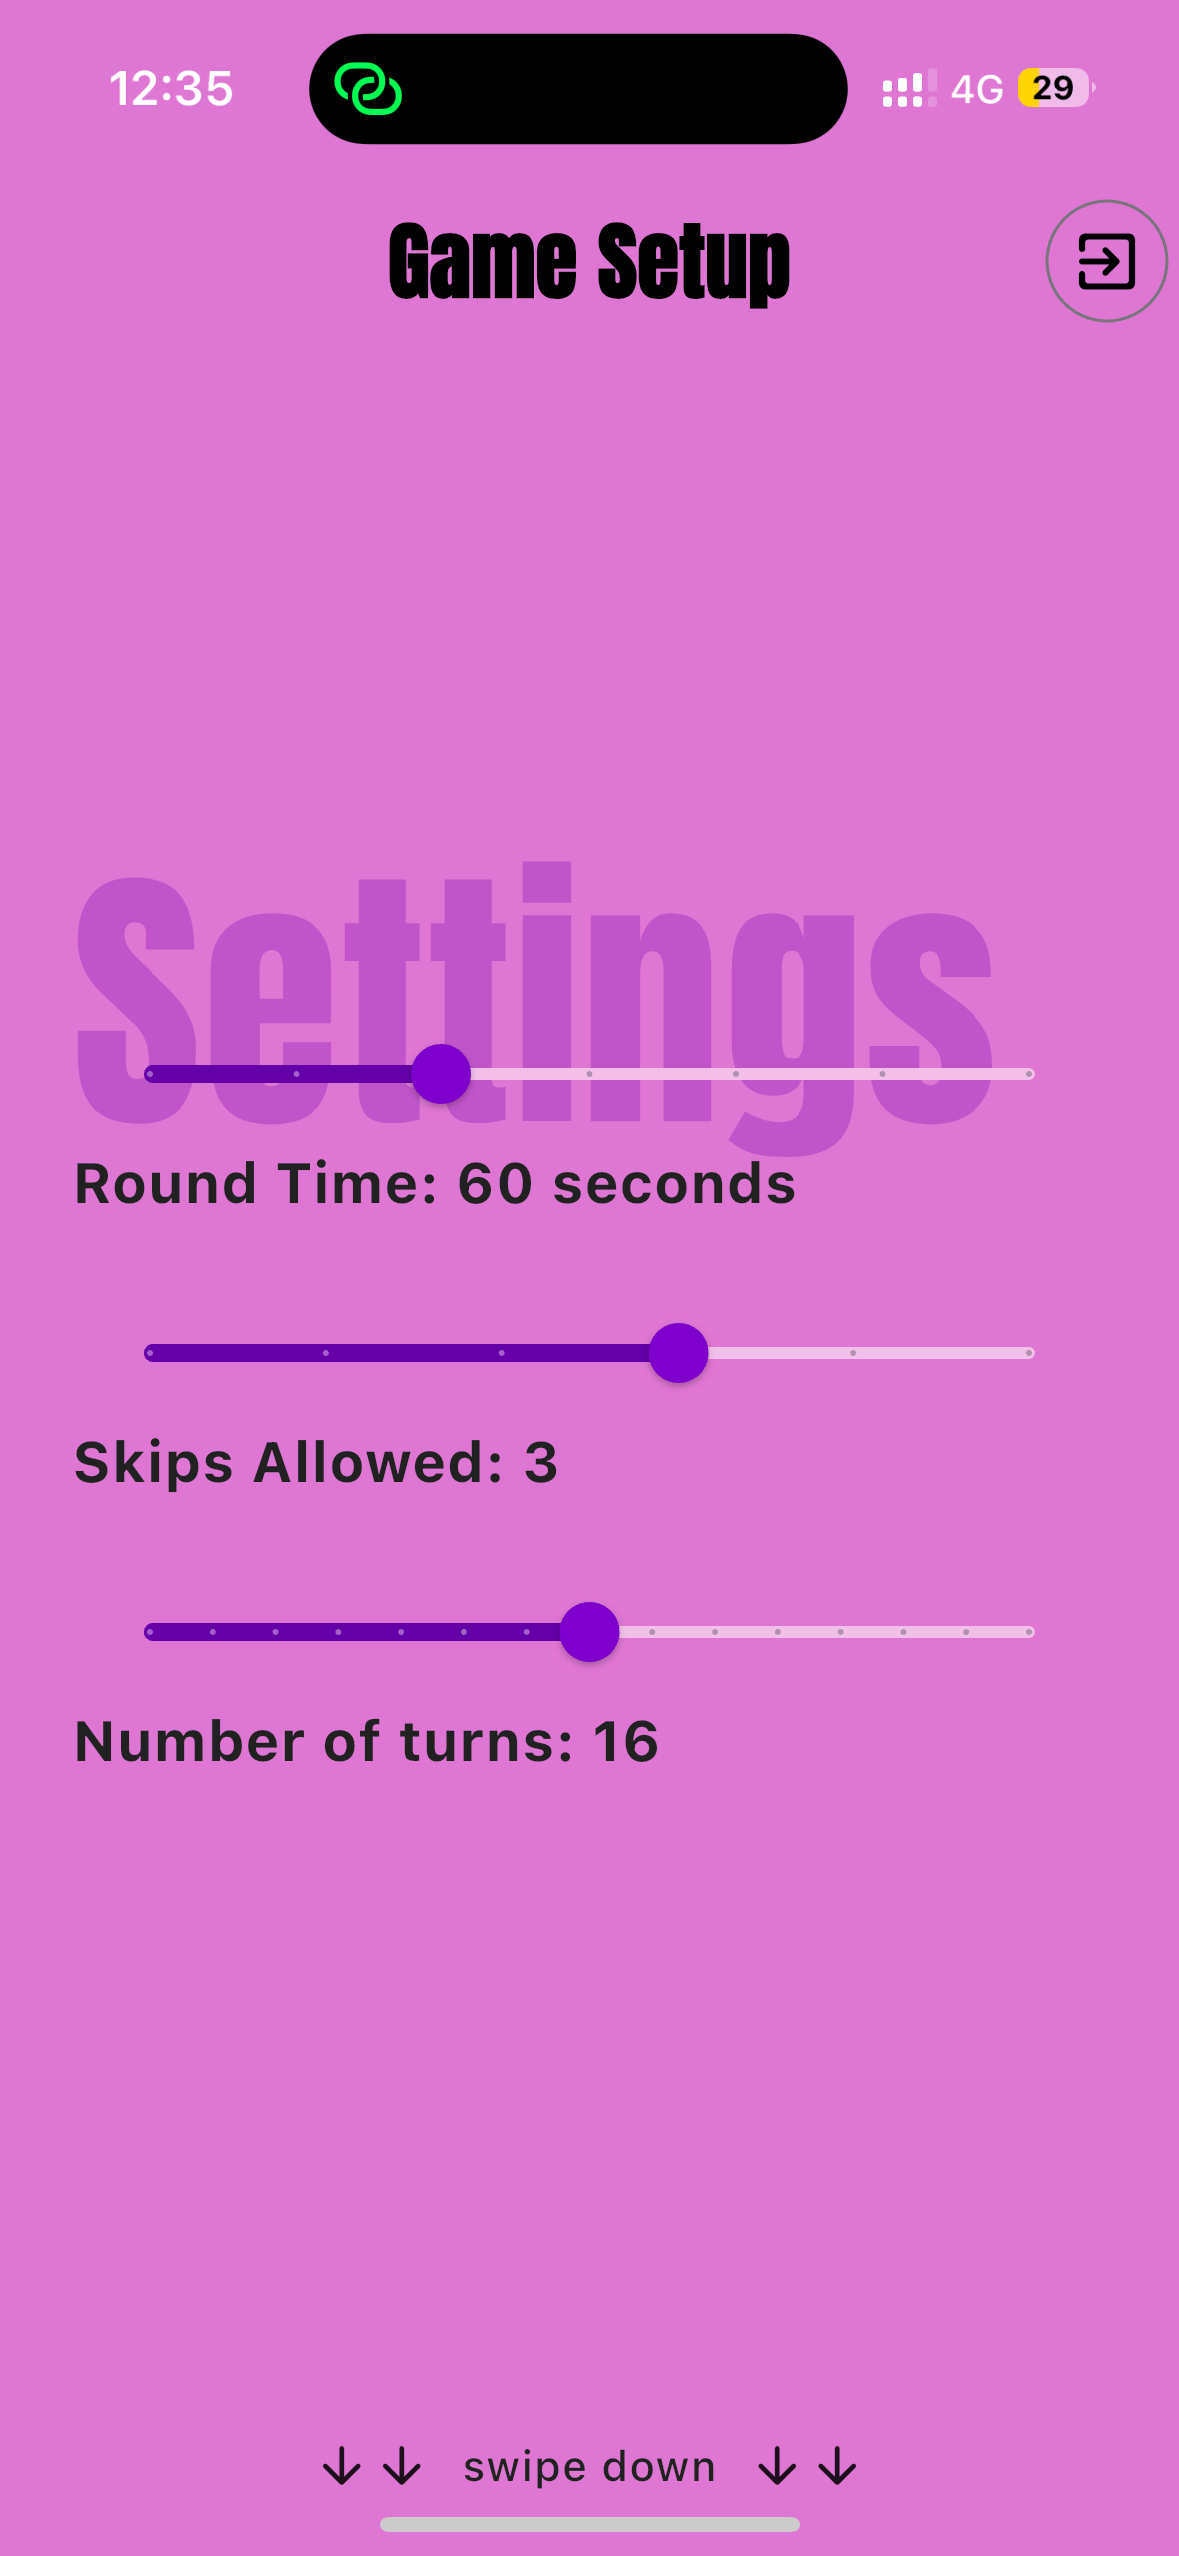 12:35 4G 29
Game Setup
Settings
Round Time: 60 seconds
Skips Allowed: 3
Number of turns: 16
swipe down